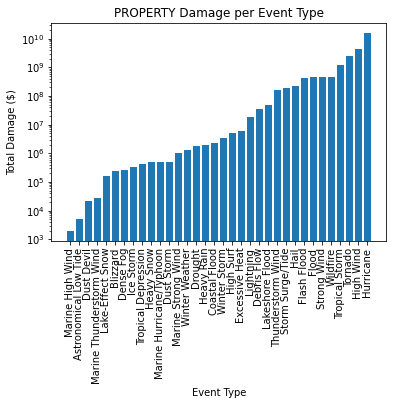 PROPERTY Damage per Event Type
Total Damage ($)
10^10
10^9
10^8
10^7
10^6
10^5
10^4
10^3
Marine High Wind
Astronomical Low Tide
Dust Devil
Marine Thunderstorm Wind
Lake-Effect Snow
Blizzard
Dense Fog
Ice Storm
Tropical Depression
Heavy Snow
Marine Hurricane/Typhoon
Dust Storm
Marine Strong Wind
Winter Weather
Drought
Heavy Rain
Coastal Flood
Winter Storm
High Surf
Excessive Heat
Lightning
Debris Flow
Lakeshore Flood
Thunderstorm Wind
Storm Surge/Tide
Hail
Flash Flood
Flood
Strong Wind
Wildfire
Tropical Storm
Tornado
High Wind
Hurricane
Event Type